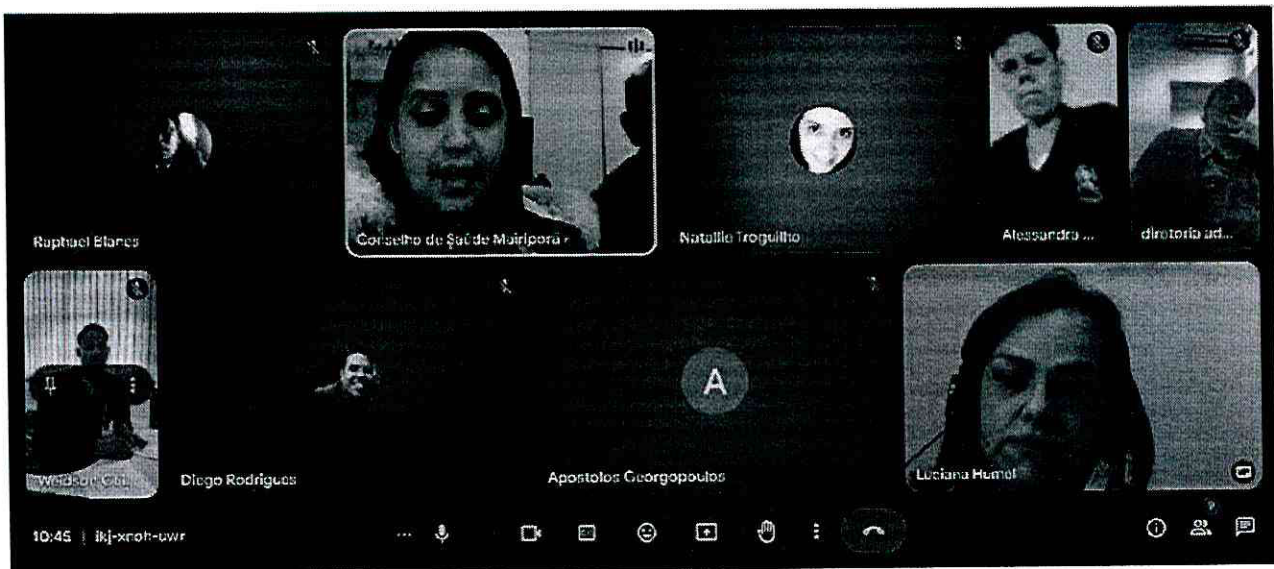 Raphael Blanes
Conselho de Saúde Mairiporã
Natallie Troguilho
Alessandra ...
diretoria ad...
Diego Rodrigues
A
Apostolos Georgopoulos
Luciana Humel
10:45 | ikj-xnoh-uwr